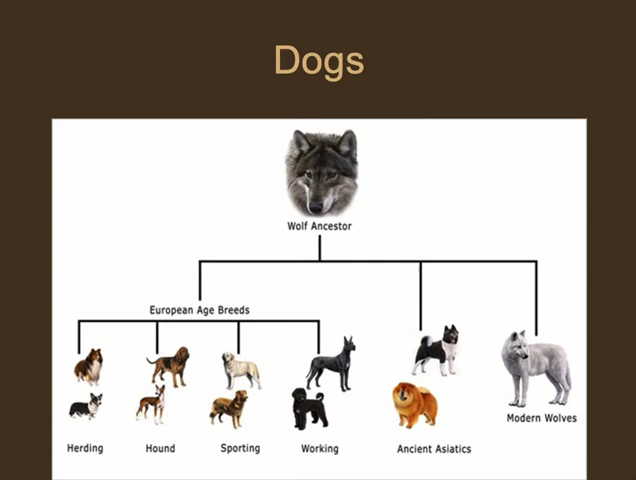 Dogs
Wolf Ancestor
European Age Breeds
Modern Wolves
Herding
Hound
Sporting
Working
Ancient Asiatics